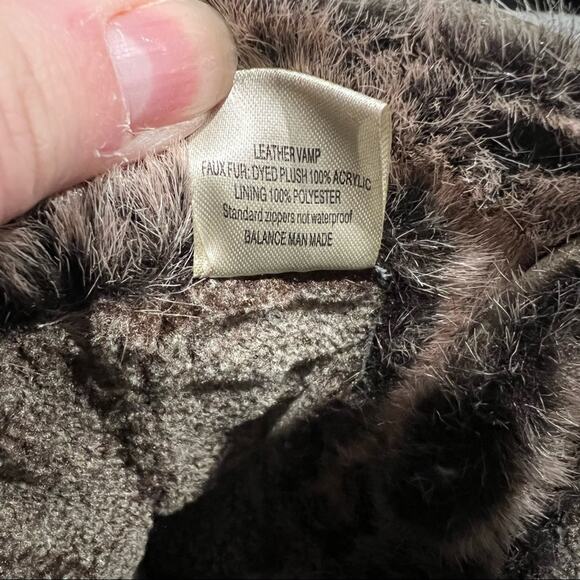 LEATHER VAMP
FAUX FUR: DYED PLUSH 100% ACRYLIC
LINING 100% POLYESTER
Standard zippers not waterproof
BALANCE MAN MADE